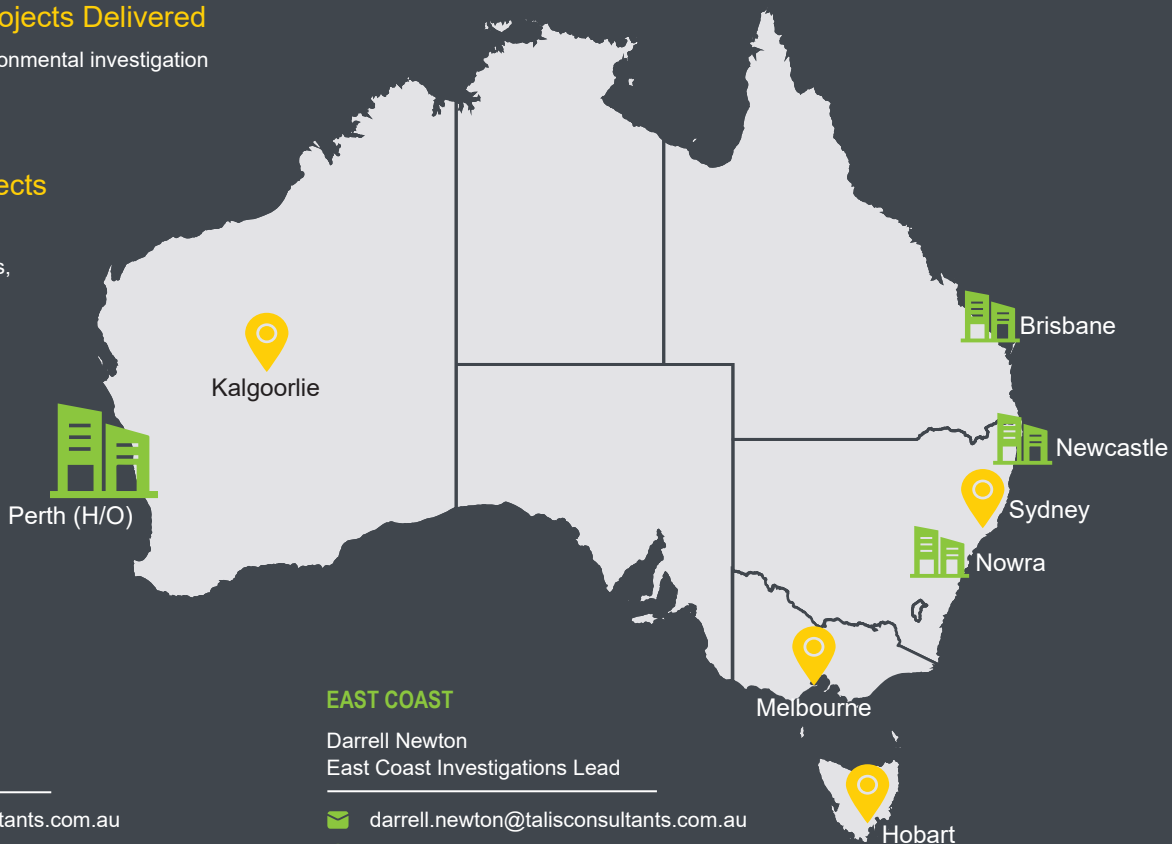 ojects Delivered
onmental investigation
ects
s,
Brisbane
Kalgoorlie
Newcastle
Perth (H/O)
Sydney
Nowra
Melbourne
EAST COAST
Darrell Newton
East Coast Investigations Lead
tants.com.au
darrell.newton@talisconsultants.com.au
Hobart